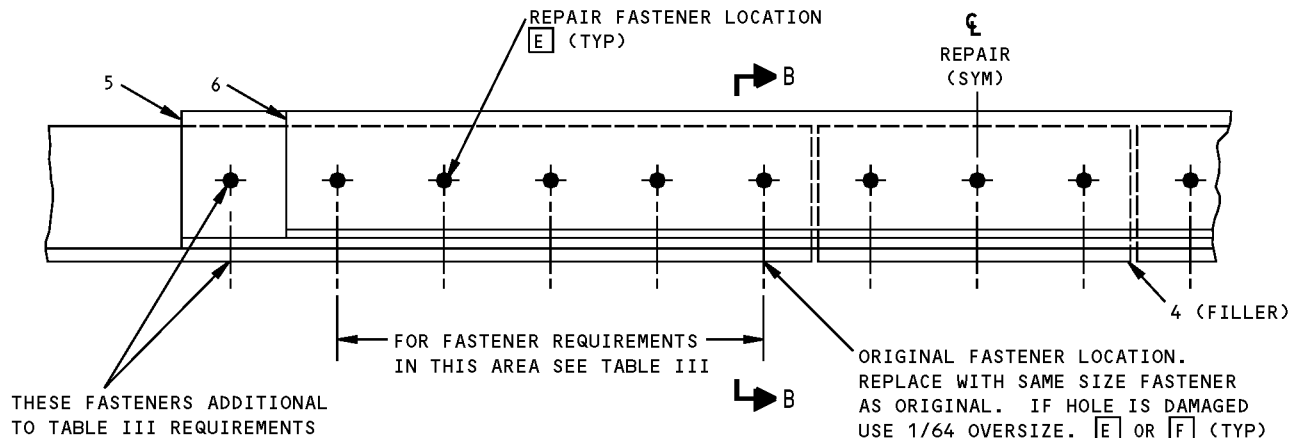 REPAIR FASTENER LOCATION
E (TYP)
℄
REPAIR
(SYM)
B
5
6
4 (FILLER)
FOR FASTENER REQUIREMENTS
IN THIS AREA SEE TABLE III
THESE FASTENERS ADDITIONAL
TO TABLE III REQUIREMENTS
B
ORIGINAL FASTENER LOCATION.
REPLACE WITH SAME SIZE FASTENER
AS ORIGINAL. IF HOLE IS DAMAGED
USE 1/64 OVERSIZE. E OR F (TYP)